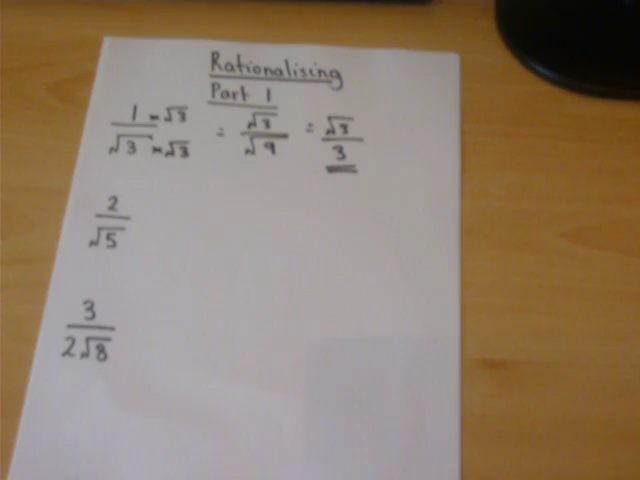 Rationalising
Part 1
1 × √3 / √3 × √3 = √3 / √9 = √3 / 3
2 / √5
3 / 2√8